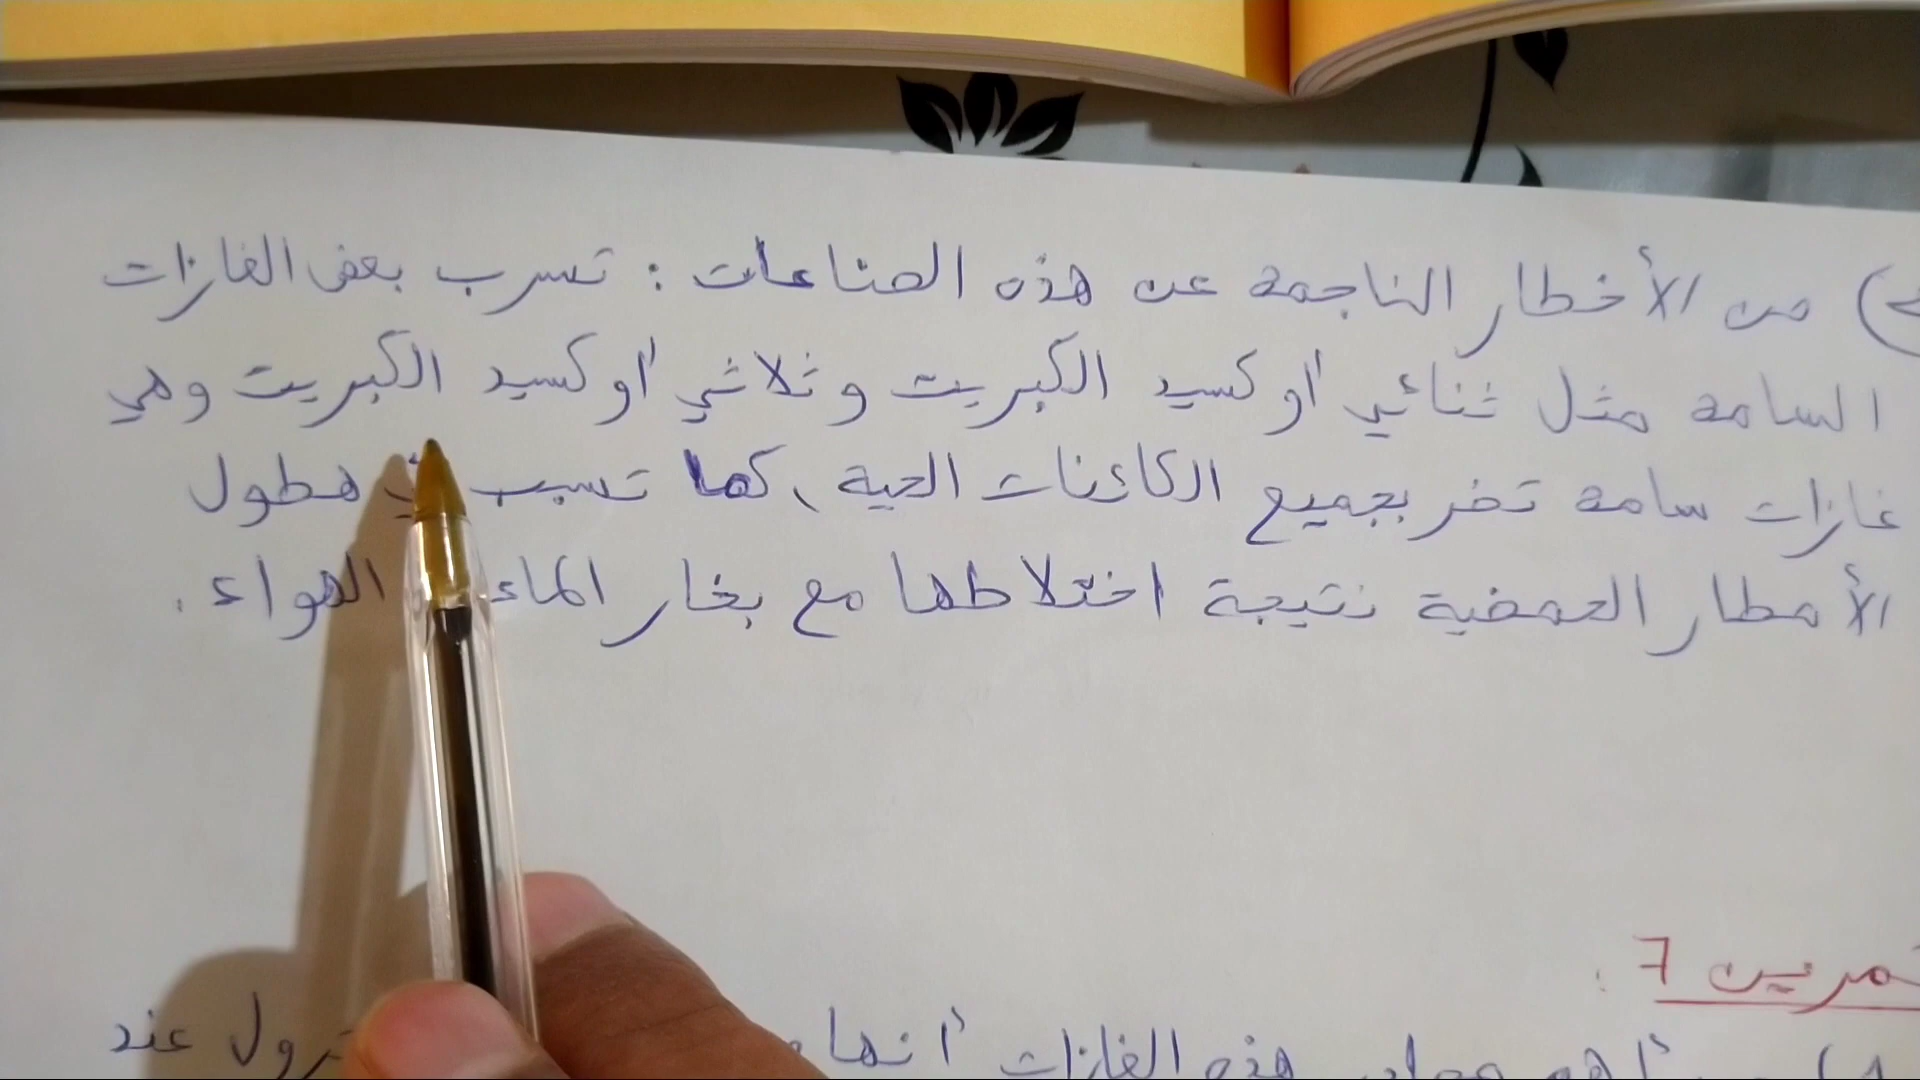 من الأخطار الناجمة عن هذه الصناعات : تسرب بعض الغازات
السامة مثل ثنائي أوكسيد الكبريت وثلاثي أوكسيد الكبريت وهي
غازات سامة تضر بجميع الكائنات الحية، كما تسبب هطول
الأمطار الحمضية نتيجة اختلاطها مع بخار الماء الهواء .
تمرين 7 :
هذه الغازات أنها عند